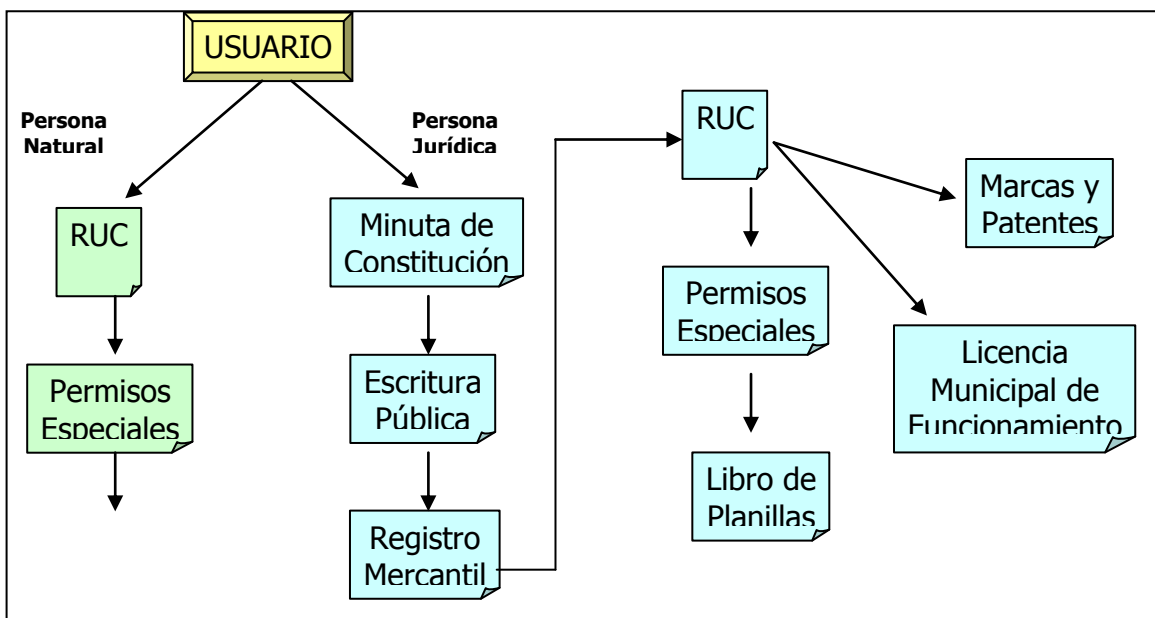 USUARIO
Persona
Natural
Persona
Jurídica
RUC
Permisos
Especiales
Minuta de
Constitución
Escritura
Pública
Registro
Mercantil
RUC
Permisos
Especiales
Libro de
Planillas
Marcas y
Patentes
Licencia
Municipal de
Funcionamiento